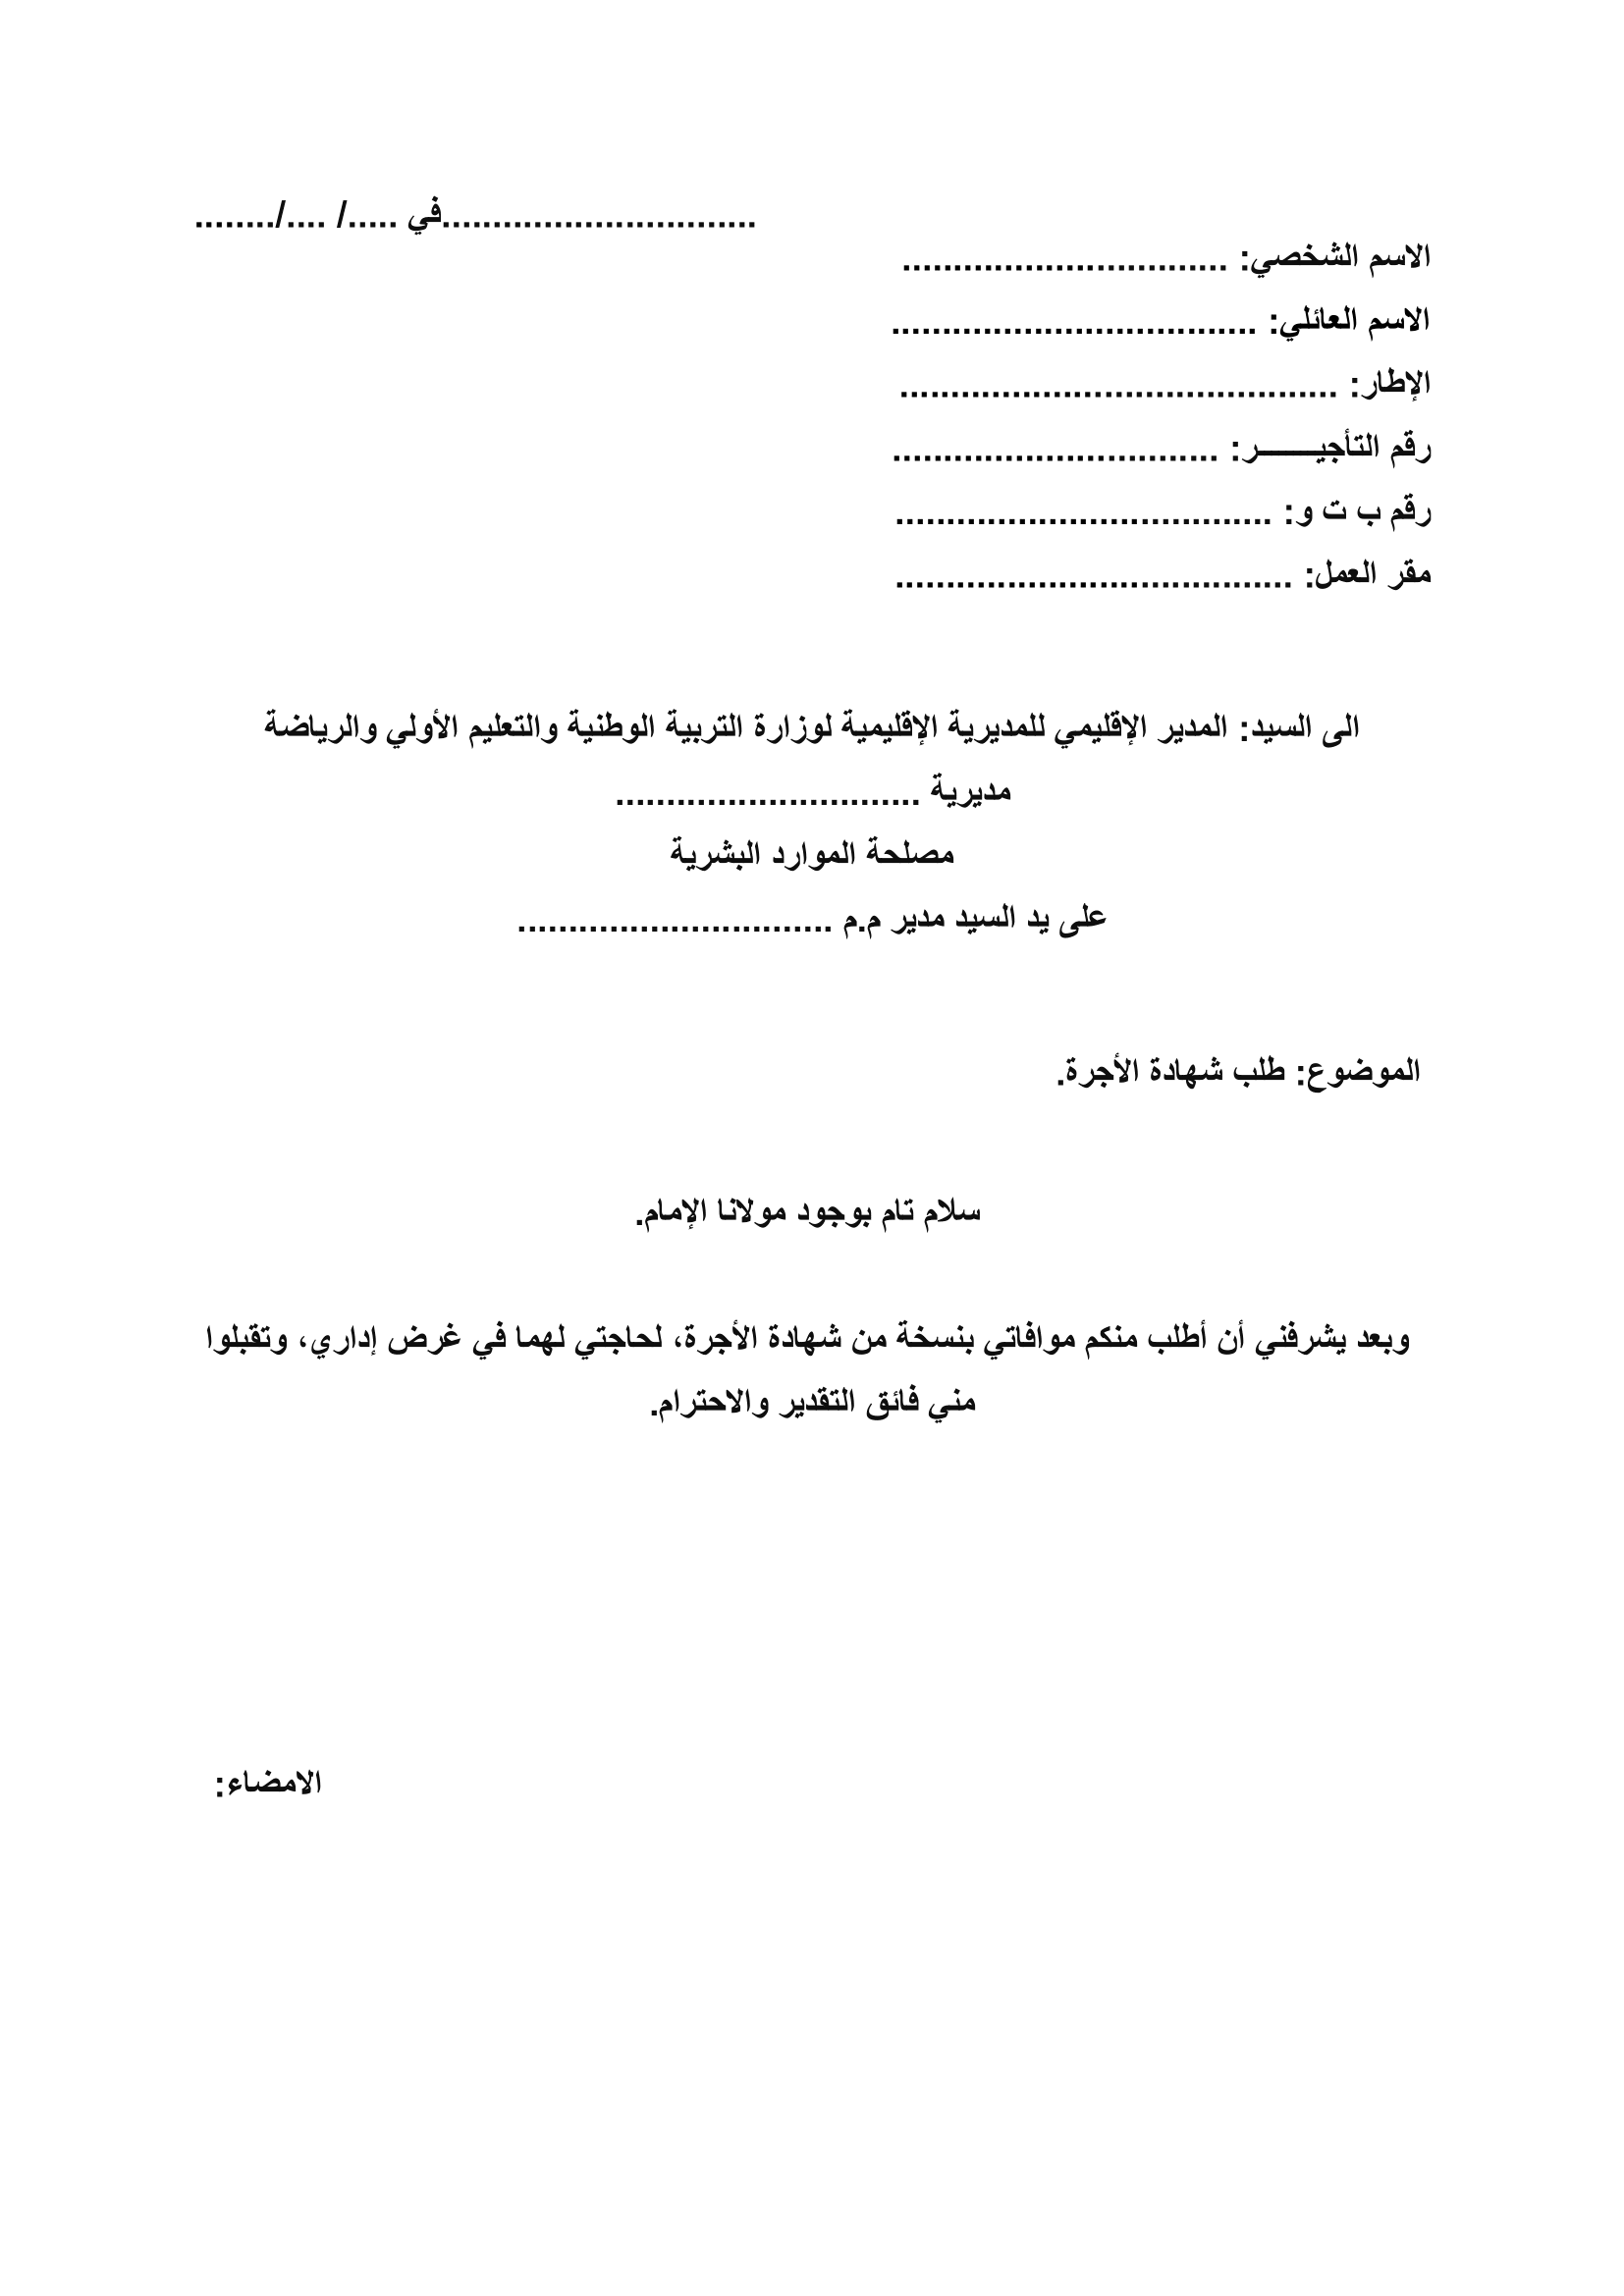 ...............................في ...../ ..../........
الاسم الشخصي: ................................
الاسم العائلي: ....................................
الإطار: ...........................................
رقم التأجيـــــــر: ................................
رقم ب ت و: .....................................
مقر العمل: .......................................
الى السيد: المدير الإقليمي للمديرية الإقليمية لوزارة التربية الوطنية والتعليم الأولي والرياضة
مديرية ..............................
مصلحة الموارد البشرية
على يد السيد مدير م.م ...............................
الموضوع: طلب شهادة الأجرة.
سلام تام بوجود مولانا الإمام.
وبعد يشرفني أن أطلب منكم موافاتي بنسخة من شهادة الأجرة، لحاجتي لهما في غرض إداري، وتقبلوا
مني فائق التقدير والاحترام.
الامضاء: